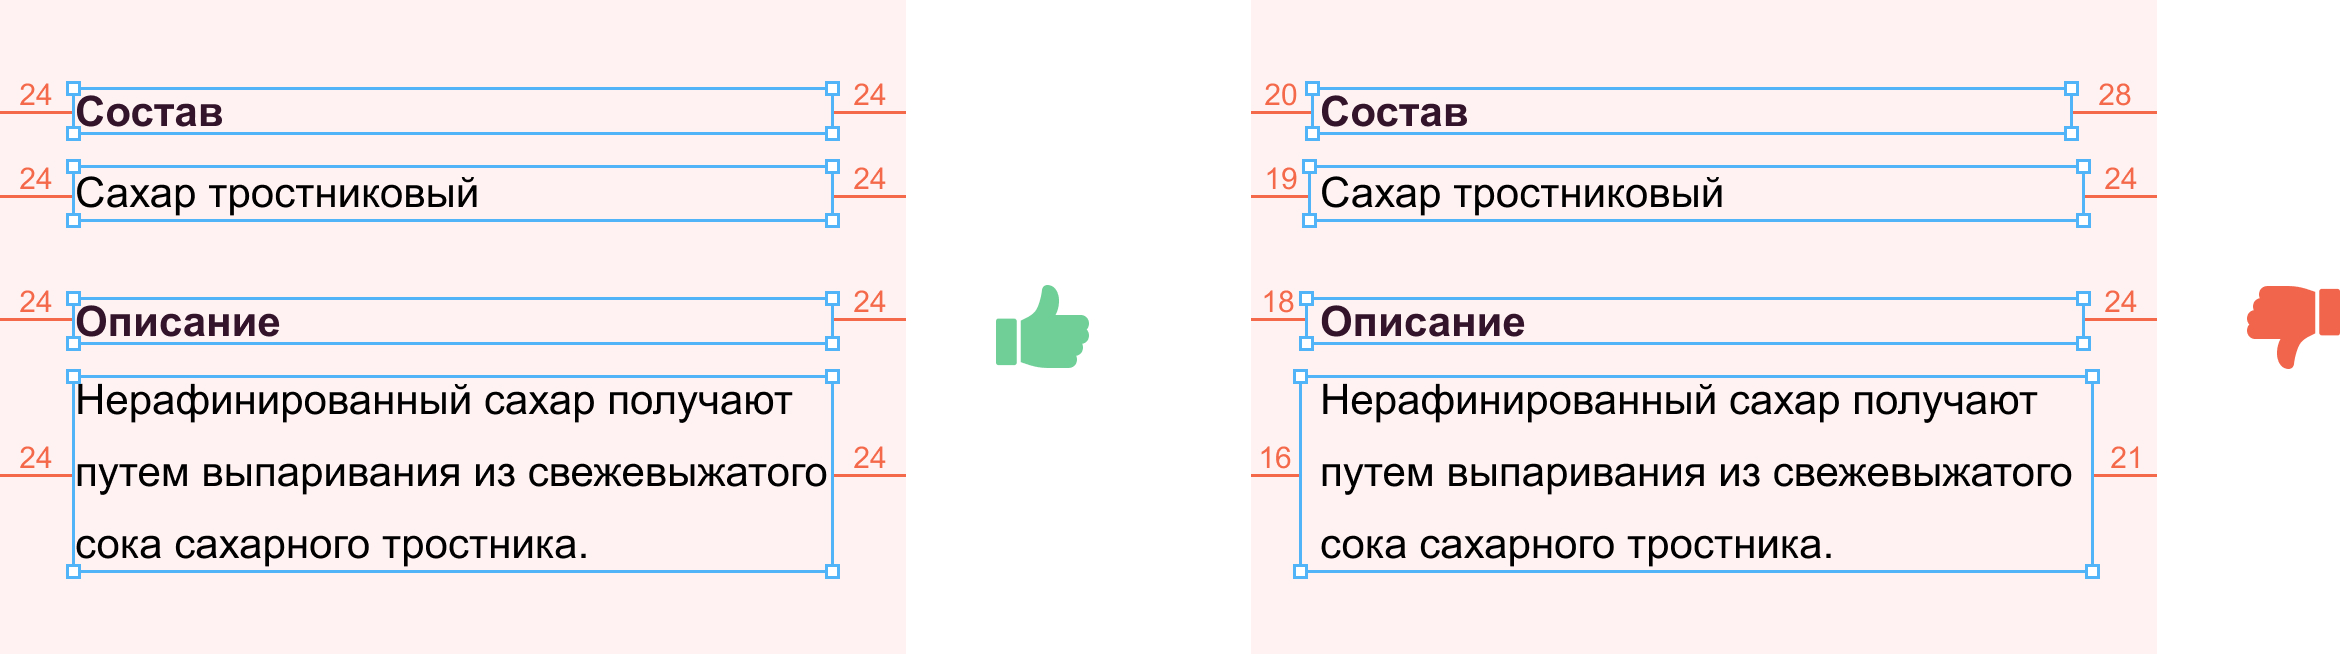 24 Состав 24
24 Сахар тростниковый 24
24 Описание 24
Нерафинированный сахар получают
24 путем выпаривания из свежевыжатого 24
сока сахарного тростника.
20 Состав 28
19 Сахар тростниковый 24
18 Описание 24
Нерафинированный сахар получают
16 путем выпаривания из свежевыжатого 21
сока сахарного тростника.